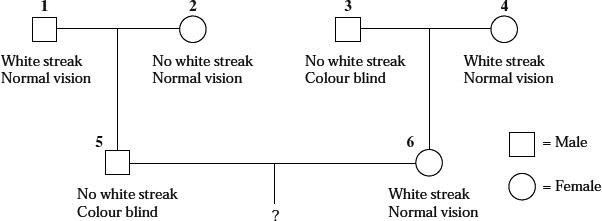 1
2
3
4
White streak
Normal vision
No white streak
Normal vision
No white streak
Colour blind
White streak
Normal vision
5
6
= Male
= Female
No white streak
Colour blind
?
White streak
Normal vision